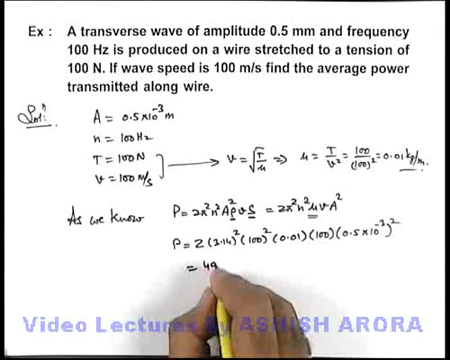 Ex : A transverse wave of amplitude 0.5 mm and frequency
100 Hz is produced on a wire stretched to a tension of
100 N. If wave speed is 100 m/s find the average power
transmitted along wire.
Solⁿ: A = 0.5×10⁻³ m
n = 100 Hz
T = 100 N
v = 100 m/s → v = √(T/μ) ⇒ μ = T/v² = 100/(100)² = 0.01 kg/m.
As we know P = 2π²n²A²ρvS = 2π²n²μvA²
P = 2(3.14)²(100)²(0.01)(100)(0.5×10⁻³)²
= 49
Video Lectures By ASHISH ARORA